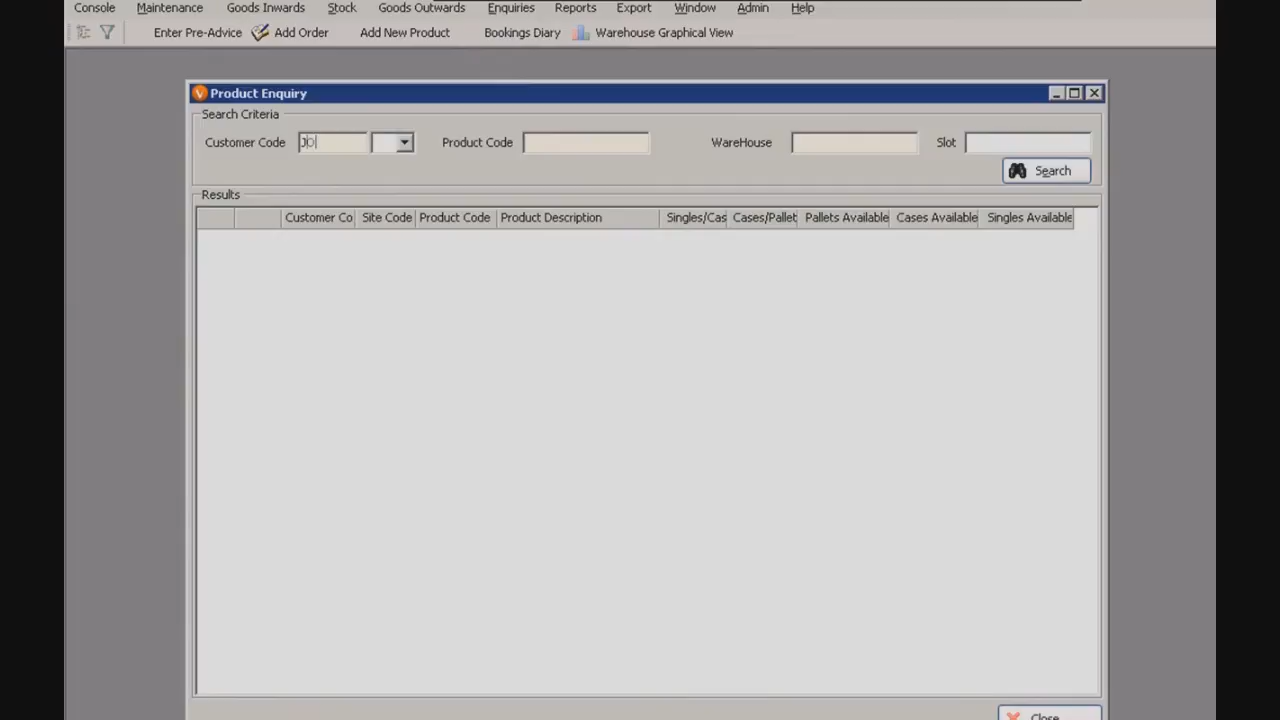 Console Maintenance Goods Inwards Stock Goods Outwards Enquiries Reports Export Window Admin Help
Enter Pre-Advice Add Order Add New Product Bookings Diary Warehouse Graphical View
V Product Enquiry
Search Criteria
Customer Code JO Product Code WareHouse Slot
Search
Results
Customer Co Site Code Product Code Product Description Singles/Cas Cases/Pallet Pallets Available Cases Available Singles Available
Close